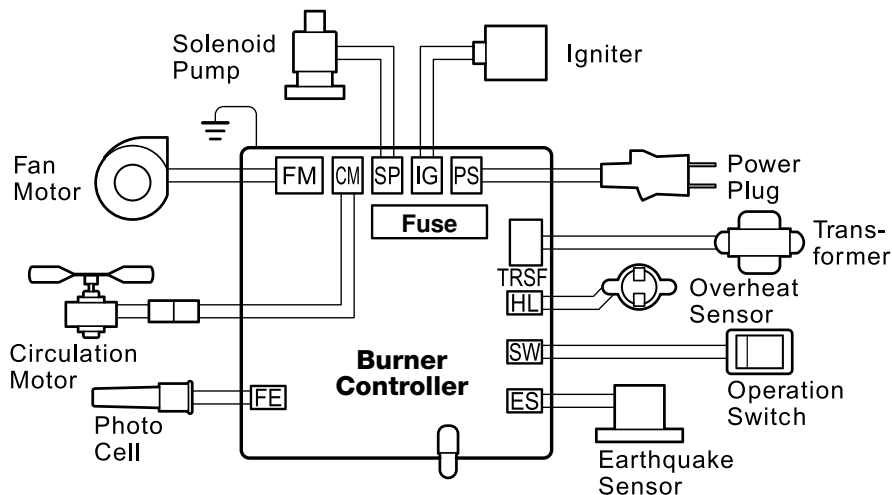 Solenoid
Pump
Igniter
Fan
Motor
FM
CM
SP
IG
PS
Power
Plug
Fuse
Trans-
former
TRSF
HL
Overheat
Sensor
Circulation
Motor
Burner
Controller
SW
Operation
Switch
Photo
Cell
FE
ES
Earthquake
Sensor